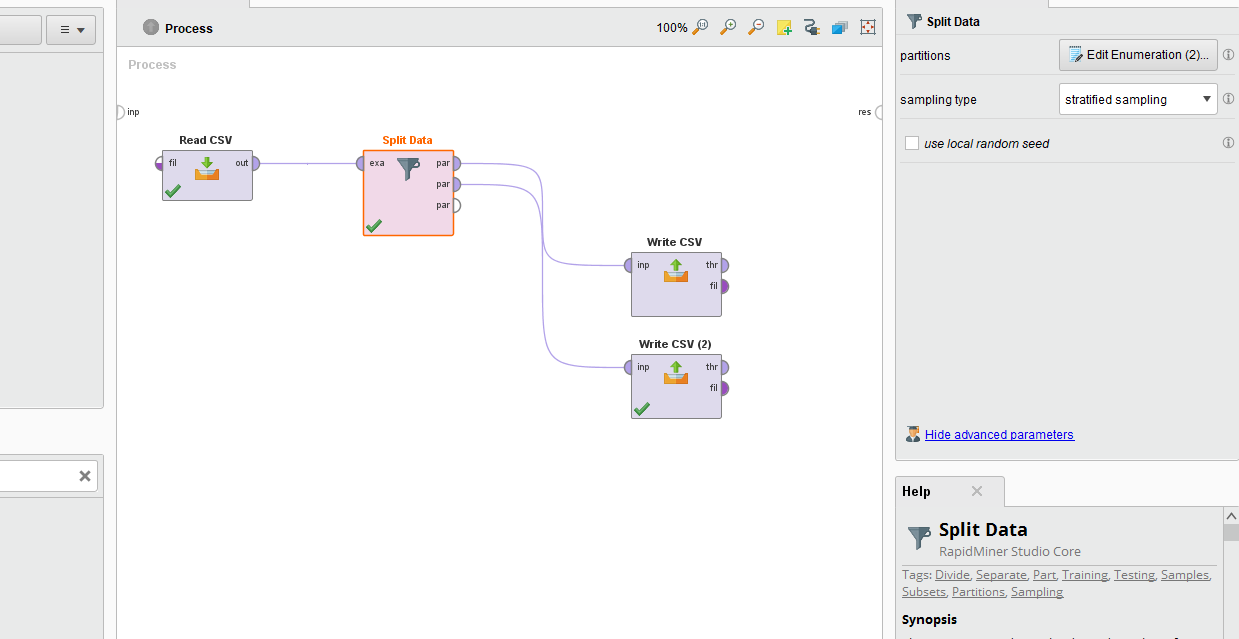 Process
100%
Process
inp
res
Read CSV
fil
out
Split Data
exa
par
par
par
Write CSV
inp
thr
fil
Write CSV (2)
inp
thr
fil
Split Data
partitions
Edit Enumeration (2)...
sampling type
stratified sampling
use local random seed
Hide advanced parameters
Help
Split Data
RapidMiner Studio Core
Tags: Divide, Separate, Part, Training, Testing, Samples,
Subsets, Partitions, Sampling
Synopsis